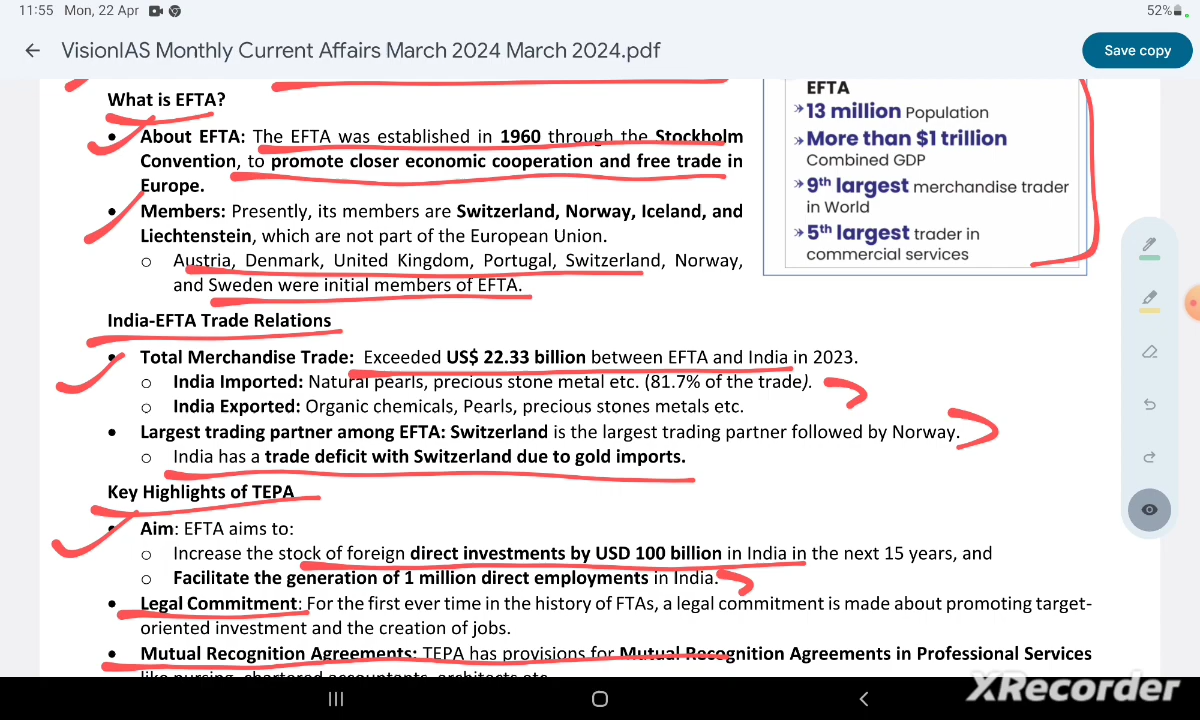 11:55 Mon, 22 Apr
52%
VisionIAS Monthly Current Affairs March 2024 March 2024.pdf
Save copy
What is EFTA?
• About EFTA: The EFTA was established in 1960 through the Stockholm
Convention, to promote closer economic cooperation and free trade in
Europe.
• Members: Presently, its members are Switzerland, Norway, Iceland, and
Liechtenstein, which are not part of the European Union.
o Austria, Denmark, United Kingdom, Portugal, Switzerland, Norway,
and Sweden were initial members of EFTA.
EFTA
13 million Population
More than $1 trillion
Combined GDP
9th largest merchandise trader
in World
5th largest trader in
commercial services
India-EFTA Trade Relations
• Total Merchandise Trade: Exceeded US$ 22.33 billion between EFTA and India in 2023.
o India Imported: Natural pearls, precious stone metal etc. (81.7% of the trade).
o India Exported: Organic chemicals, Pearls, precious stones metals etc.
• Largest trading partner among EFTA: Switzerland is the largest trading partner followed by Norway.
o India has a trade deficit with Switzerland due to gold imports.
Key Highlights of TEPA
• Aim: EFTA aims to:
o Increase the stock of foreign direct investments by USD 100 billion in India in the next 15 years, and
o Facilitate the generation of 1 million direct employments in India.
• Legal Commitment: For the first ever time in the history of FTAs, a legal commitment is made about promoting target-
oriented investment and the creation of jobs.
• Mutual Recognition Agreements: TEPA has provisions for Mutual Recognition Agreements in Professional Services
like nursing, chartered accountants, architects etc.
XRecorder